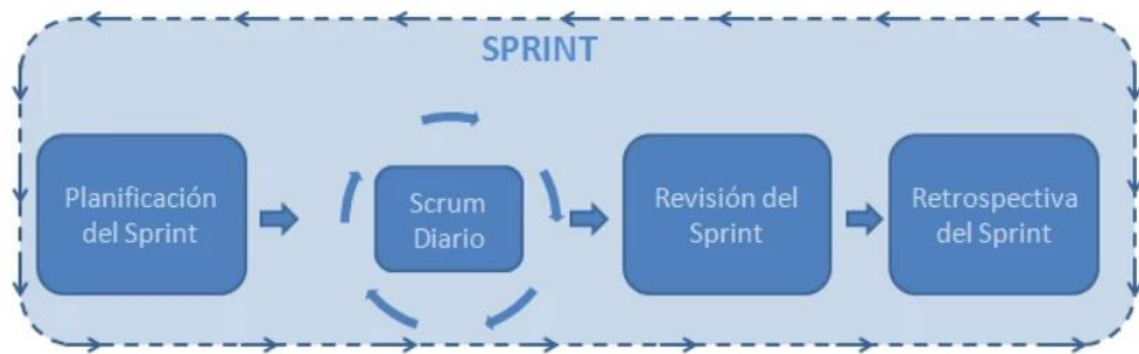 SPRINT
Planificación
del Sprint
Scrum
Diario
Revisión del
Sprint
Retrospectiva
del Sprint